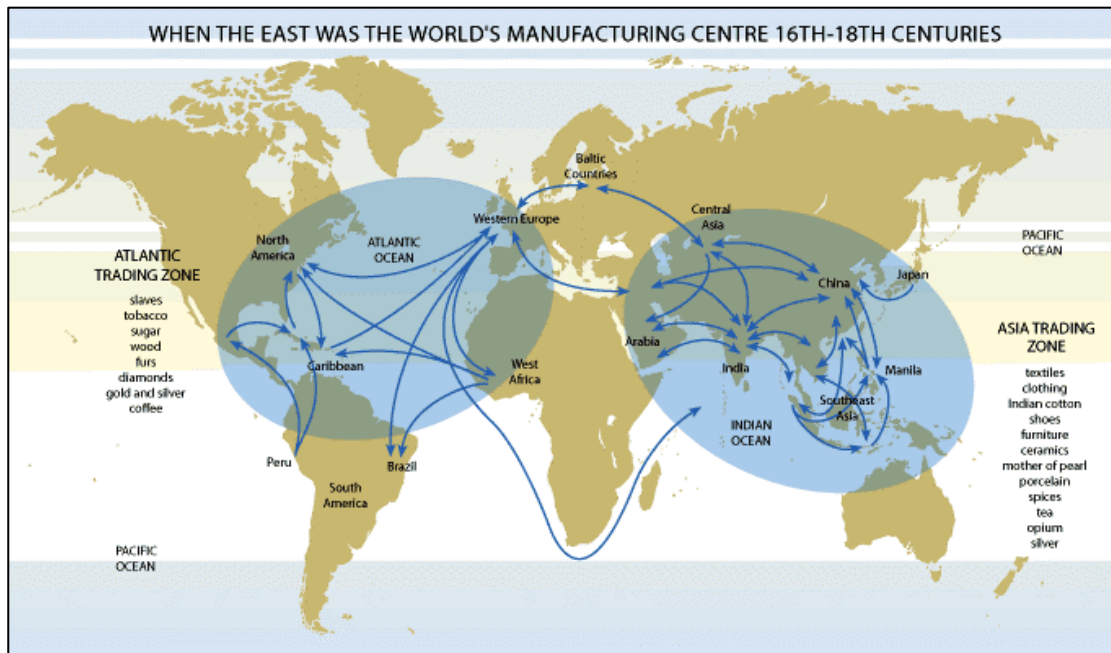 WHEN THE EAST WAS THE WORLD'S MANUFACTURING CENTRE 16TH-18TH CENTURIES
Baltic
Countries
Western Europe
Central
Asia
North
America
ATLANTIC
OCEAN
PACIFIC
OCEAN
ATLANTIC
TRADING ZONE
slaves
tobacco
sugar
wood
furs
diamonds
gold and silver
coffee
China
Japan
Arabia
India
Manila
Caribbean
West
Africa
Southeast
Asia
INDIAN
OCEAN
ASIA TRADING
ZONE
textiles
clothing
Indian cotton
shoes
furniture
ceramics
mother of pearl
porcelain
spices
tea
opium
silver
Peru
Brazil
South
America
PACIFIC
OCEAN